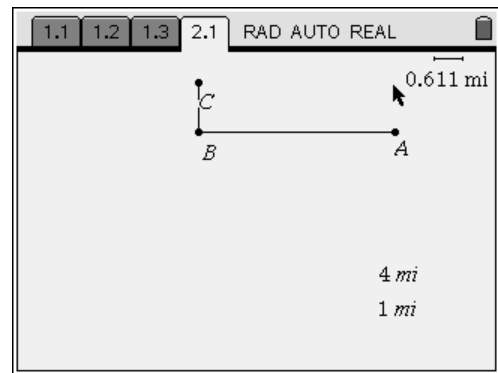 1.1 1.2 1.3 2.1 RAD AUTO REAL
0.611 mi
C
B A
4 mi
1 mi